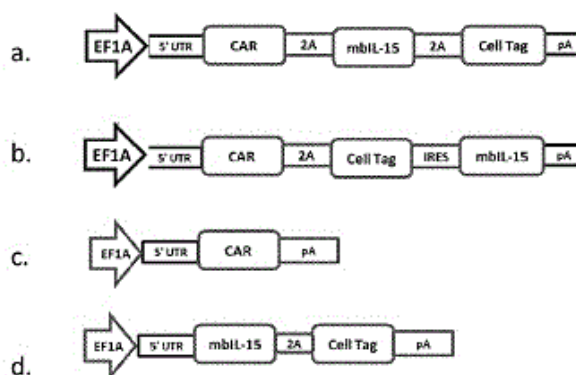 a. EF1A 5' UTR CAR 2A mbIL-15 2A Cell Tag pA
b. EF1A 5' UTR CAR 2A Cell Tag IRES mbIL-15 pA
c. EF1A 5' UTR CAR pA
d. EF1A 5' UTR mbIL-15 2A Cell Tag pA